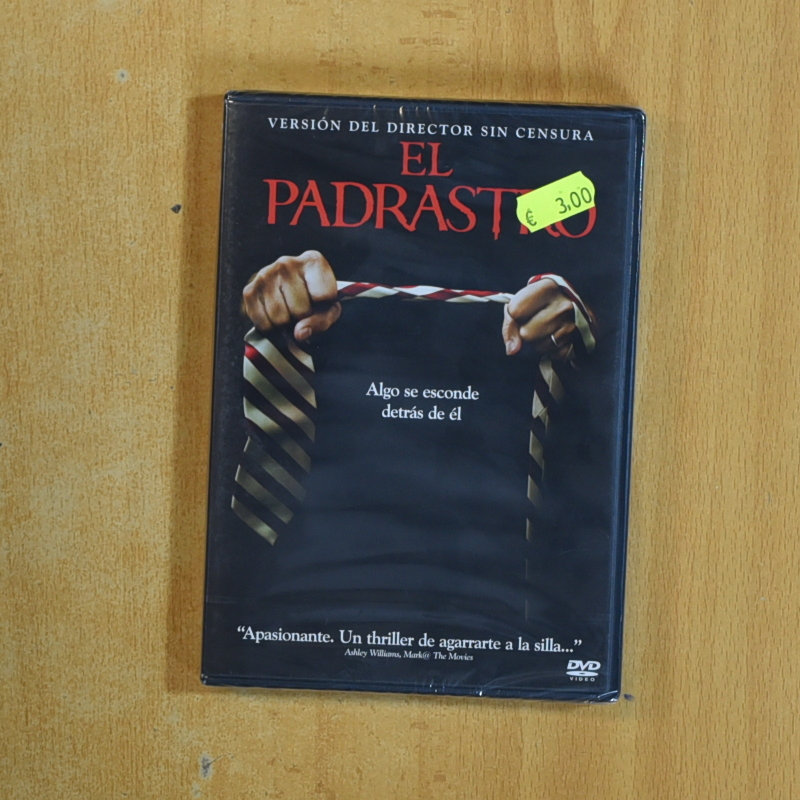 VERSIÓN DEL DIRECTOR SIN CENSURA
EL
PADRASTRO
€ 3,00
Algo se esconde
detrás de él
“Apasionante. Un thriller de agarrarte a la silla...”
Ashley Williams, Mark@ The Movies
DVD
VIDEO